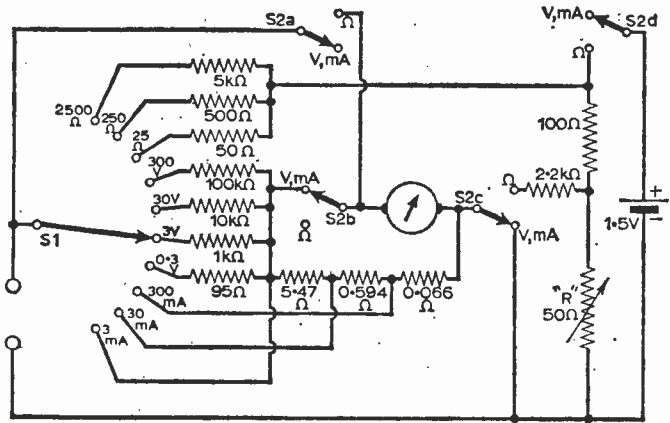 S2a
Ω
V,mA
V,mA
S2d
Ω
5kΩ
2500
Ω
250
Ω
500Ω
25
Ω
50Ω
100Ω
300
V
100kΩ
V,mA
S2b
Ω
2·2kΩ
S2c
30V
10kΩ
Ω
V,mA
+
1·5V
−
S1
3V
1kΩ
0·3
V
95Ω
5·47
Ω
0·594
Ω
0·066
Ω
"R"
50Ω
300
mA
30
mA
3
mA